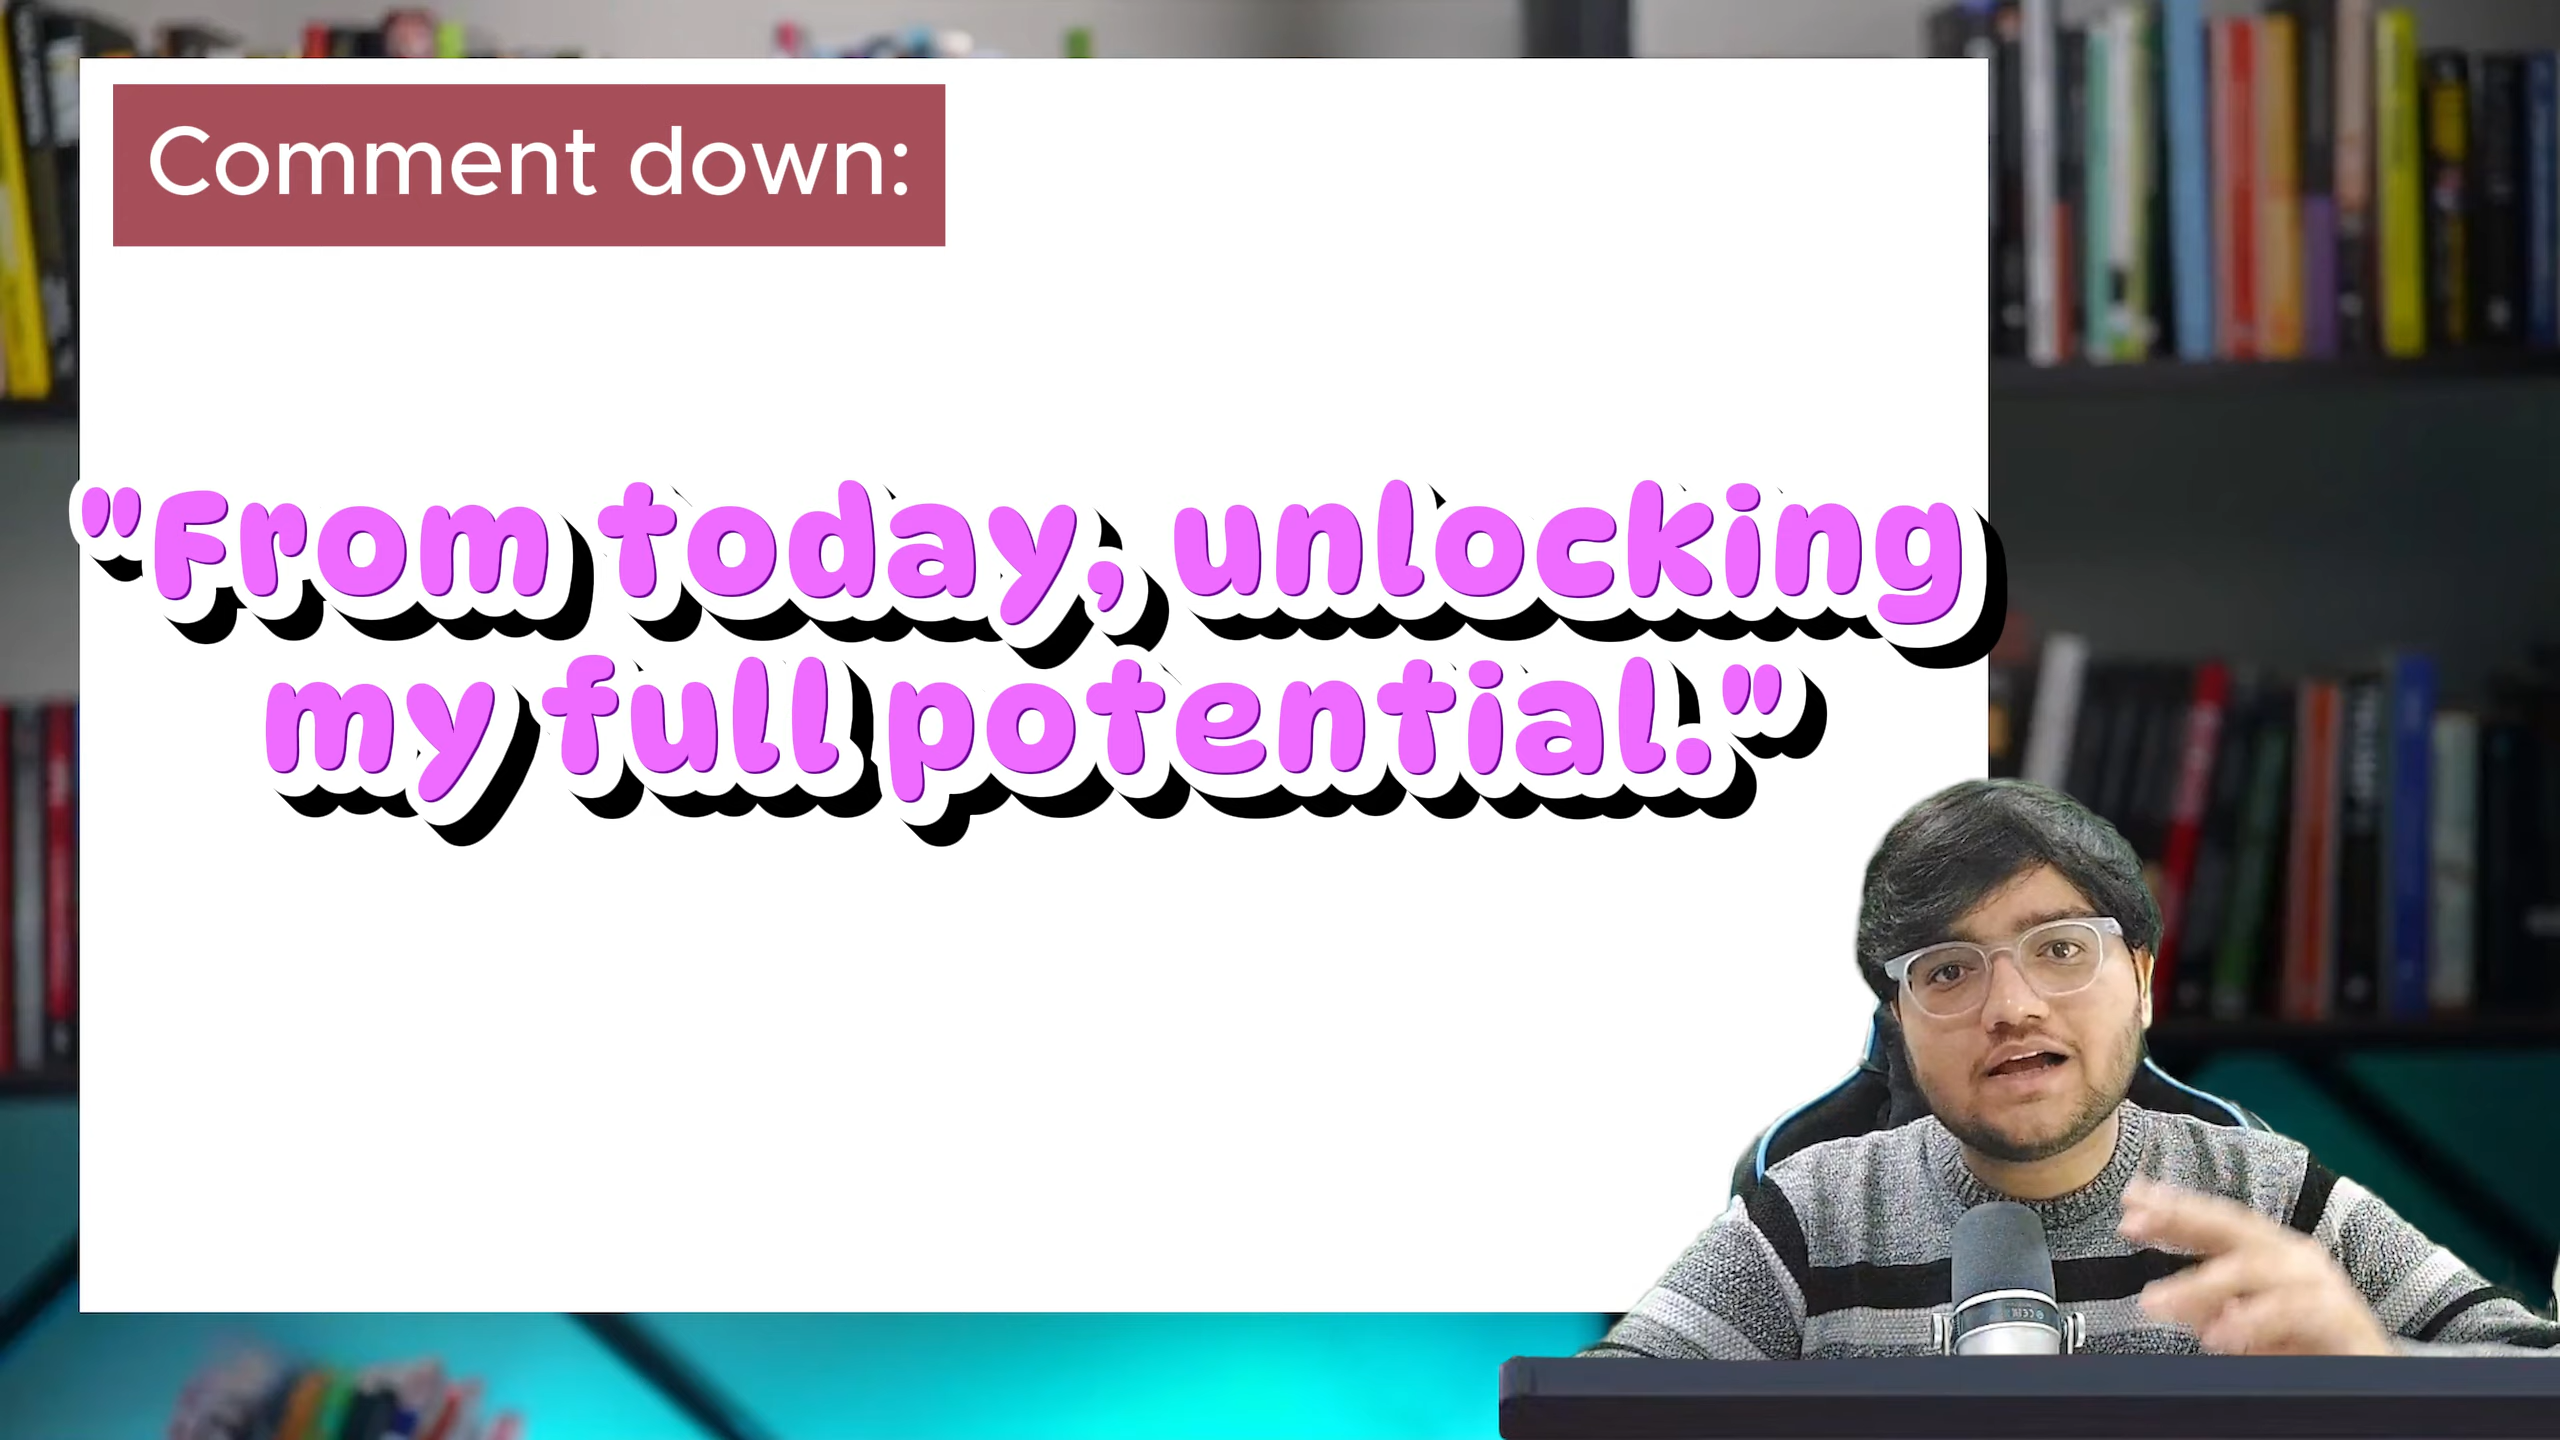 Comment down:
"From today, unlocking
my full potential."